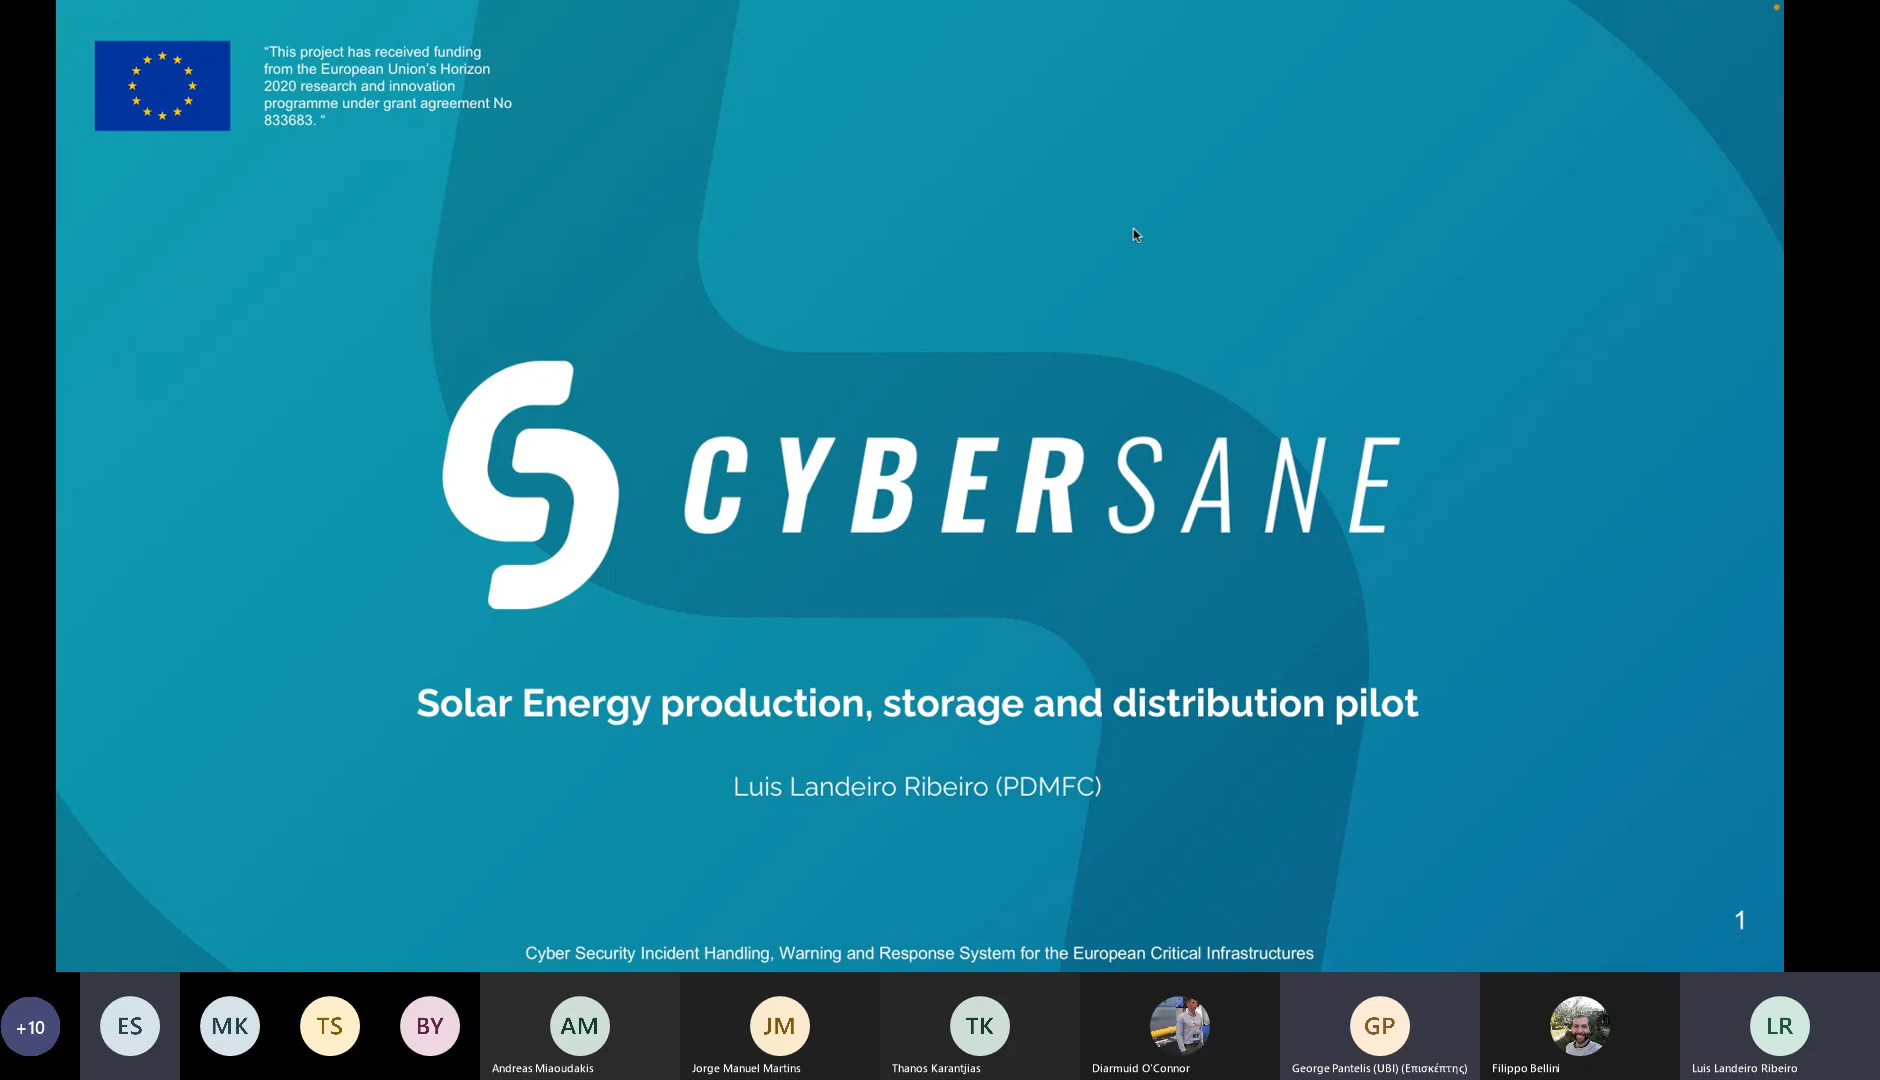 “This project has received funding
from the European Union’s Horizon
2020 research and innovation
programme under grant agreement No
833683. “
CYBERSANE
Solar Energy production, storage and distribution pilot
Luis Landeiro Ribeiro (PDMFC)
1
Cyber Security Incident Handling, Warning and Response System for the European Critical Infrastructures
+10
ES
MK
TS
BY
AM
JM
TK
GP
LR
Andreas Miaoudakis
Jorge Manuel Martins
Thanos Karantjias
Diarmuid O'Connor
George Pantelis (UBI) (Επισκέπτης)
Filippo Bellini
Luis Landeiro Ribeiro